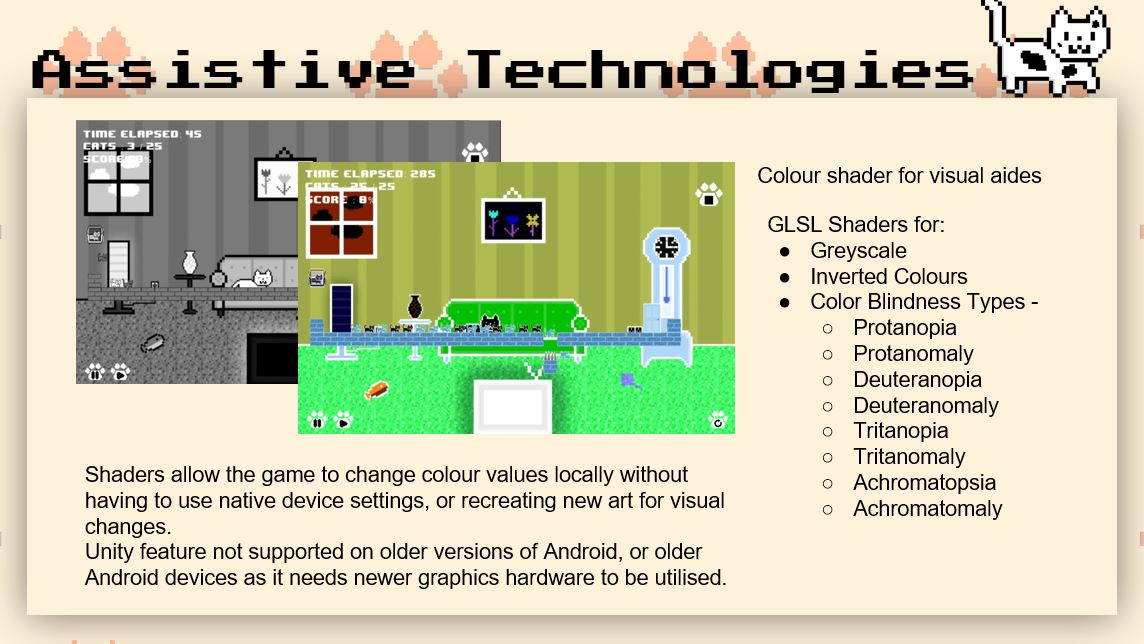 Assistive Technologies
TIME ELAPSED: 45
CATS : 3 / 25
SCORE
TIME ELAPSED: 285
CATS : 25 / 25
SCORE : 0%
Colour shader for visual aides
GLSL Shaders for:
● Greyscale
● Inverted Colours
● Color Blindness Types -
○ Protanopia
○ Protanomaly
○ Deuteranopia
○ Deuteranomaly
○ Tritanopia
○ Tritanomaly
○ Achromatopsia
○ Achromatomaly
Shaders allow the game to change colour values locally without
having to use native device settings, or recreating new art for visual
changes.
Unity feature not supported on older versions of Android, or older
Android devices as it needs newer graphics hardware to be utilised.